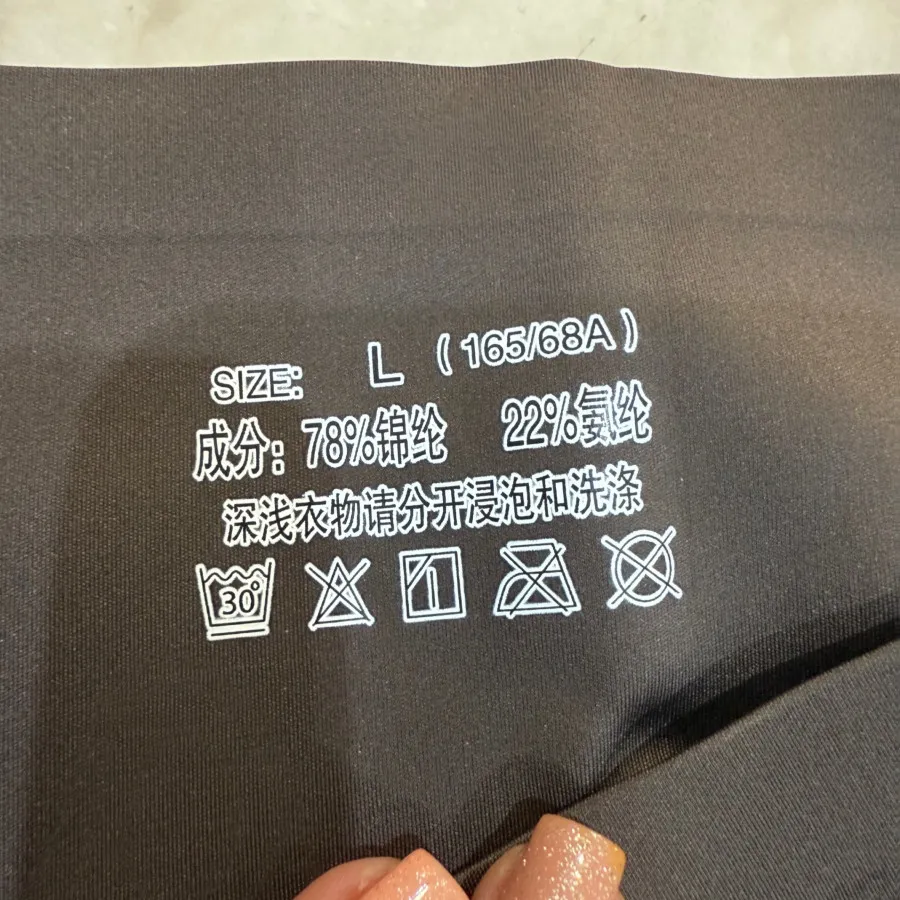 SIZE: L (165/68A)
成分: 78%锦纶 22%氨纶
深浅衣物请分开浸泡和洗涤
30°